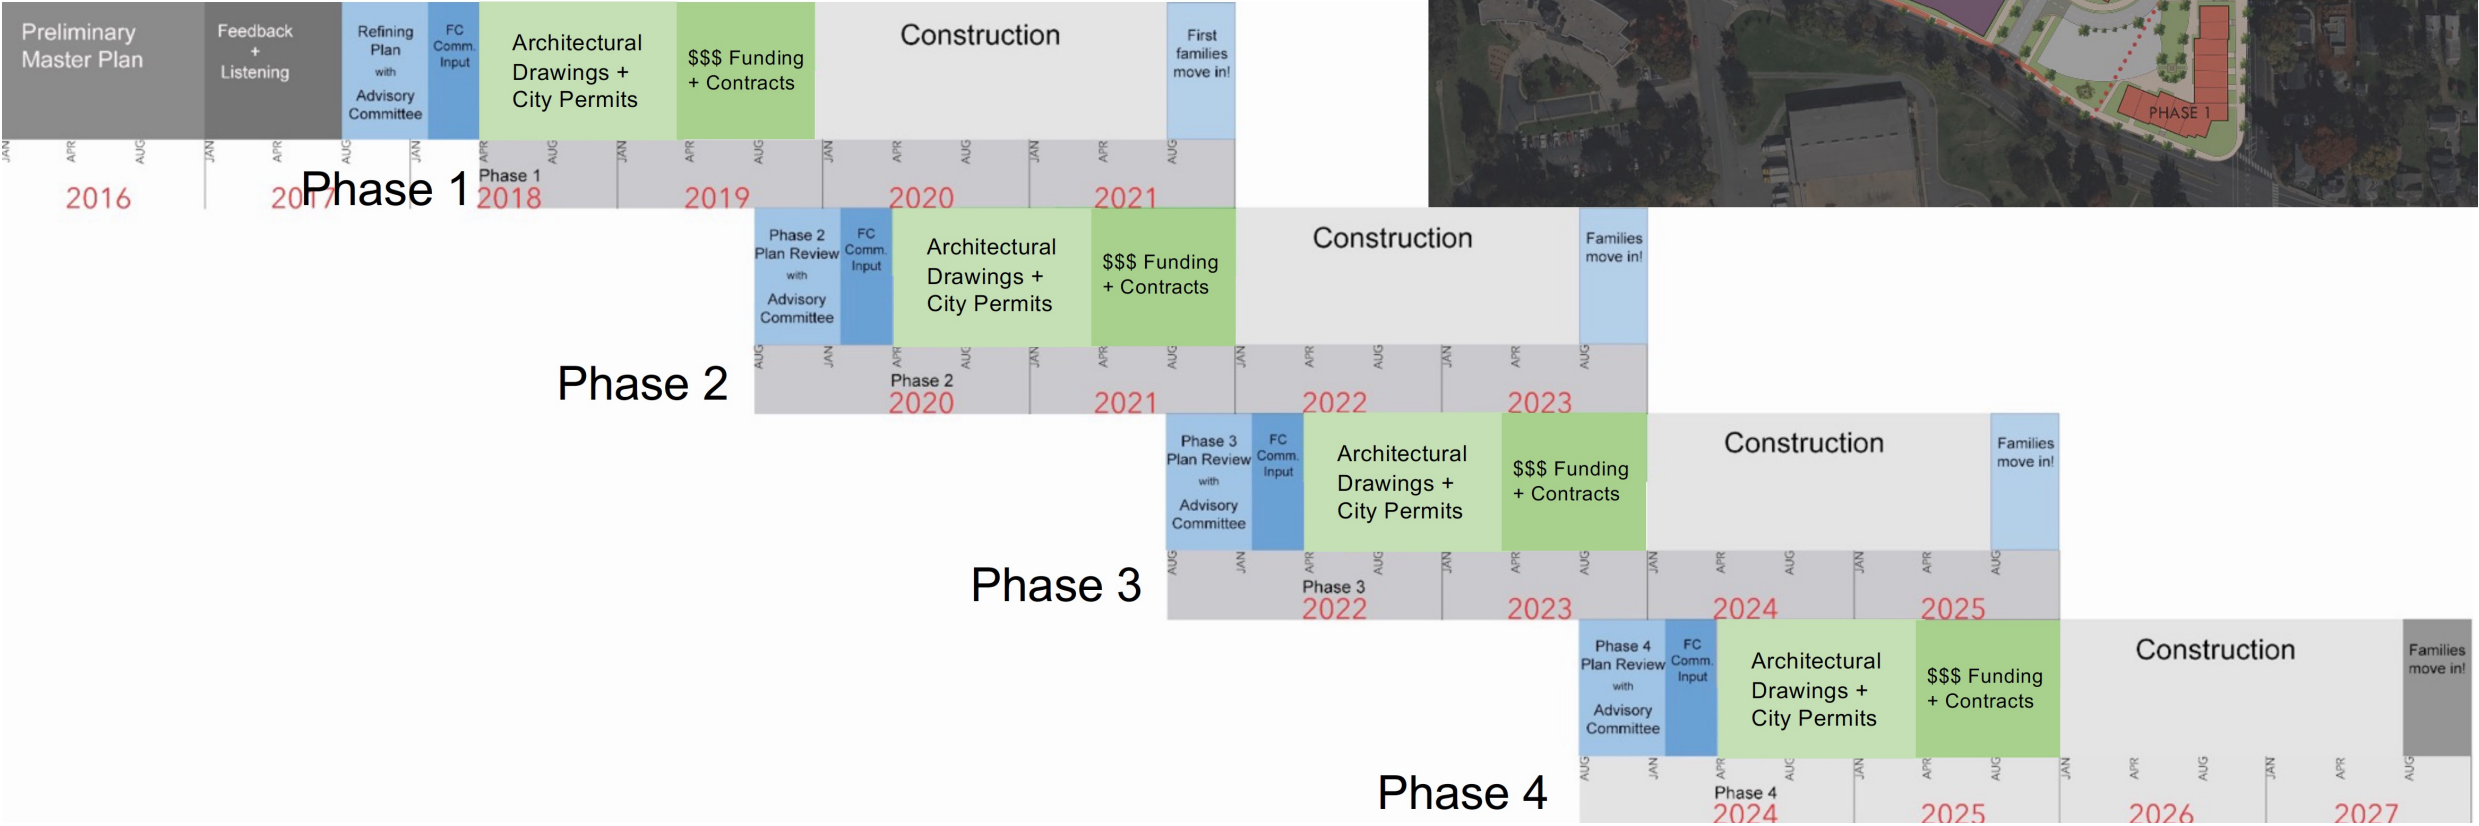 Preliminary
Master Plan
Feedback
+
Listening
Refining
Plan
with
Advisory
Committee
FC
Comm.
Input
Architectural
Drawings +
City Permits
$$$ Funding
+ Contracts
Construction
First
families
move in!
PHASE 1
JAN APR AUG JAN APR AUG JAN APR AUG JAN APR AUG JAN APR AUG JAN APR AUG
Phase 1
Phase 1
2016 2017 2018 2019 2020 2021
Phase 2
Plan Review
with
Advisory
Committee
FC
Comm.
Input
Architectural
Drawings +
City Permits
$$$ Funding
+ Contracts
Construction
Families
move in!
AUG JAN APR AUG JAN APR AUG JAN APR AUG JAN APR AUG
Phase 2
Phase 2
2020 2021 2022 2023
Phase 3
Plan Review
with
Advisory
Committee
FC
Comm.
Input
Architectural
Drawings +
City Permits
$$$ Funding
+ Contracts
Construction
Families
move in!
AUG JAN APR AUG JAN APR AUG JAN APR AUG JAN APR AUG
Phase 3
Phase 3
2022 2023 2024 2025
Phase 4
Plan Review
with
Advisory
Committee
FC
Comm.
Input
Architectural
Drawings +
City Permits
$$$ Funding
+ Contracts
Construction
Families
move in!
AUG JAN APR AUG JAN APR AUG JAN APR AUG JAN APR AUG
Phase 4
Phase 4
2024 2025 2026 2027